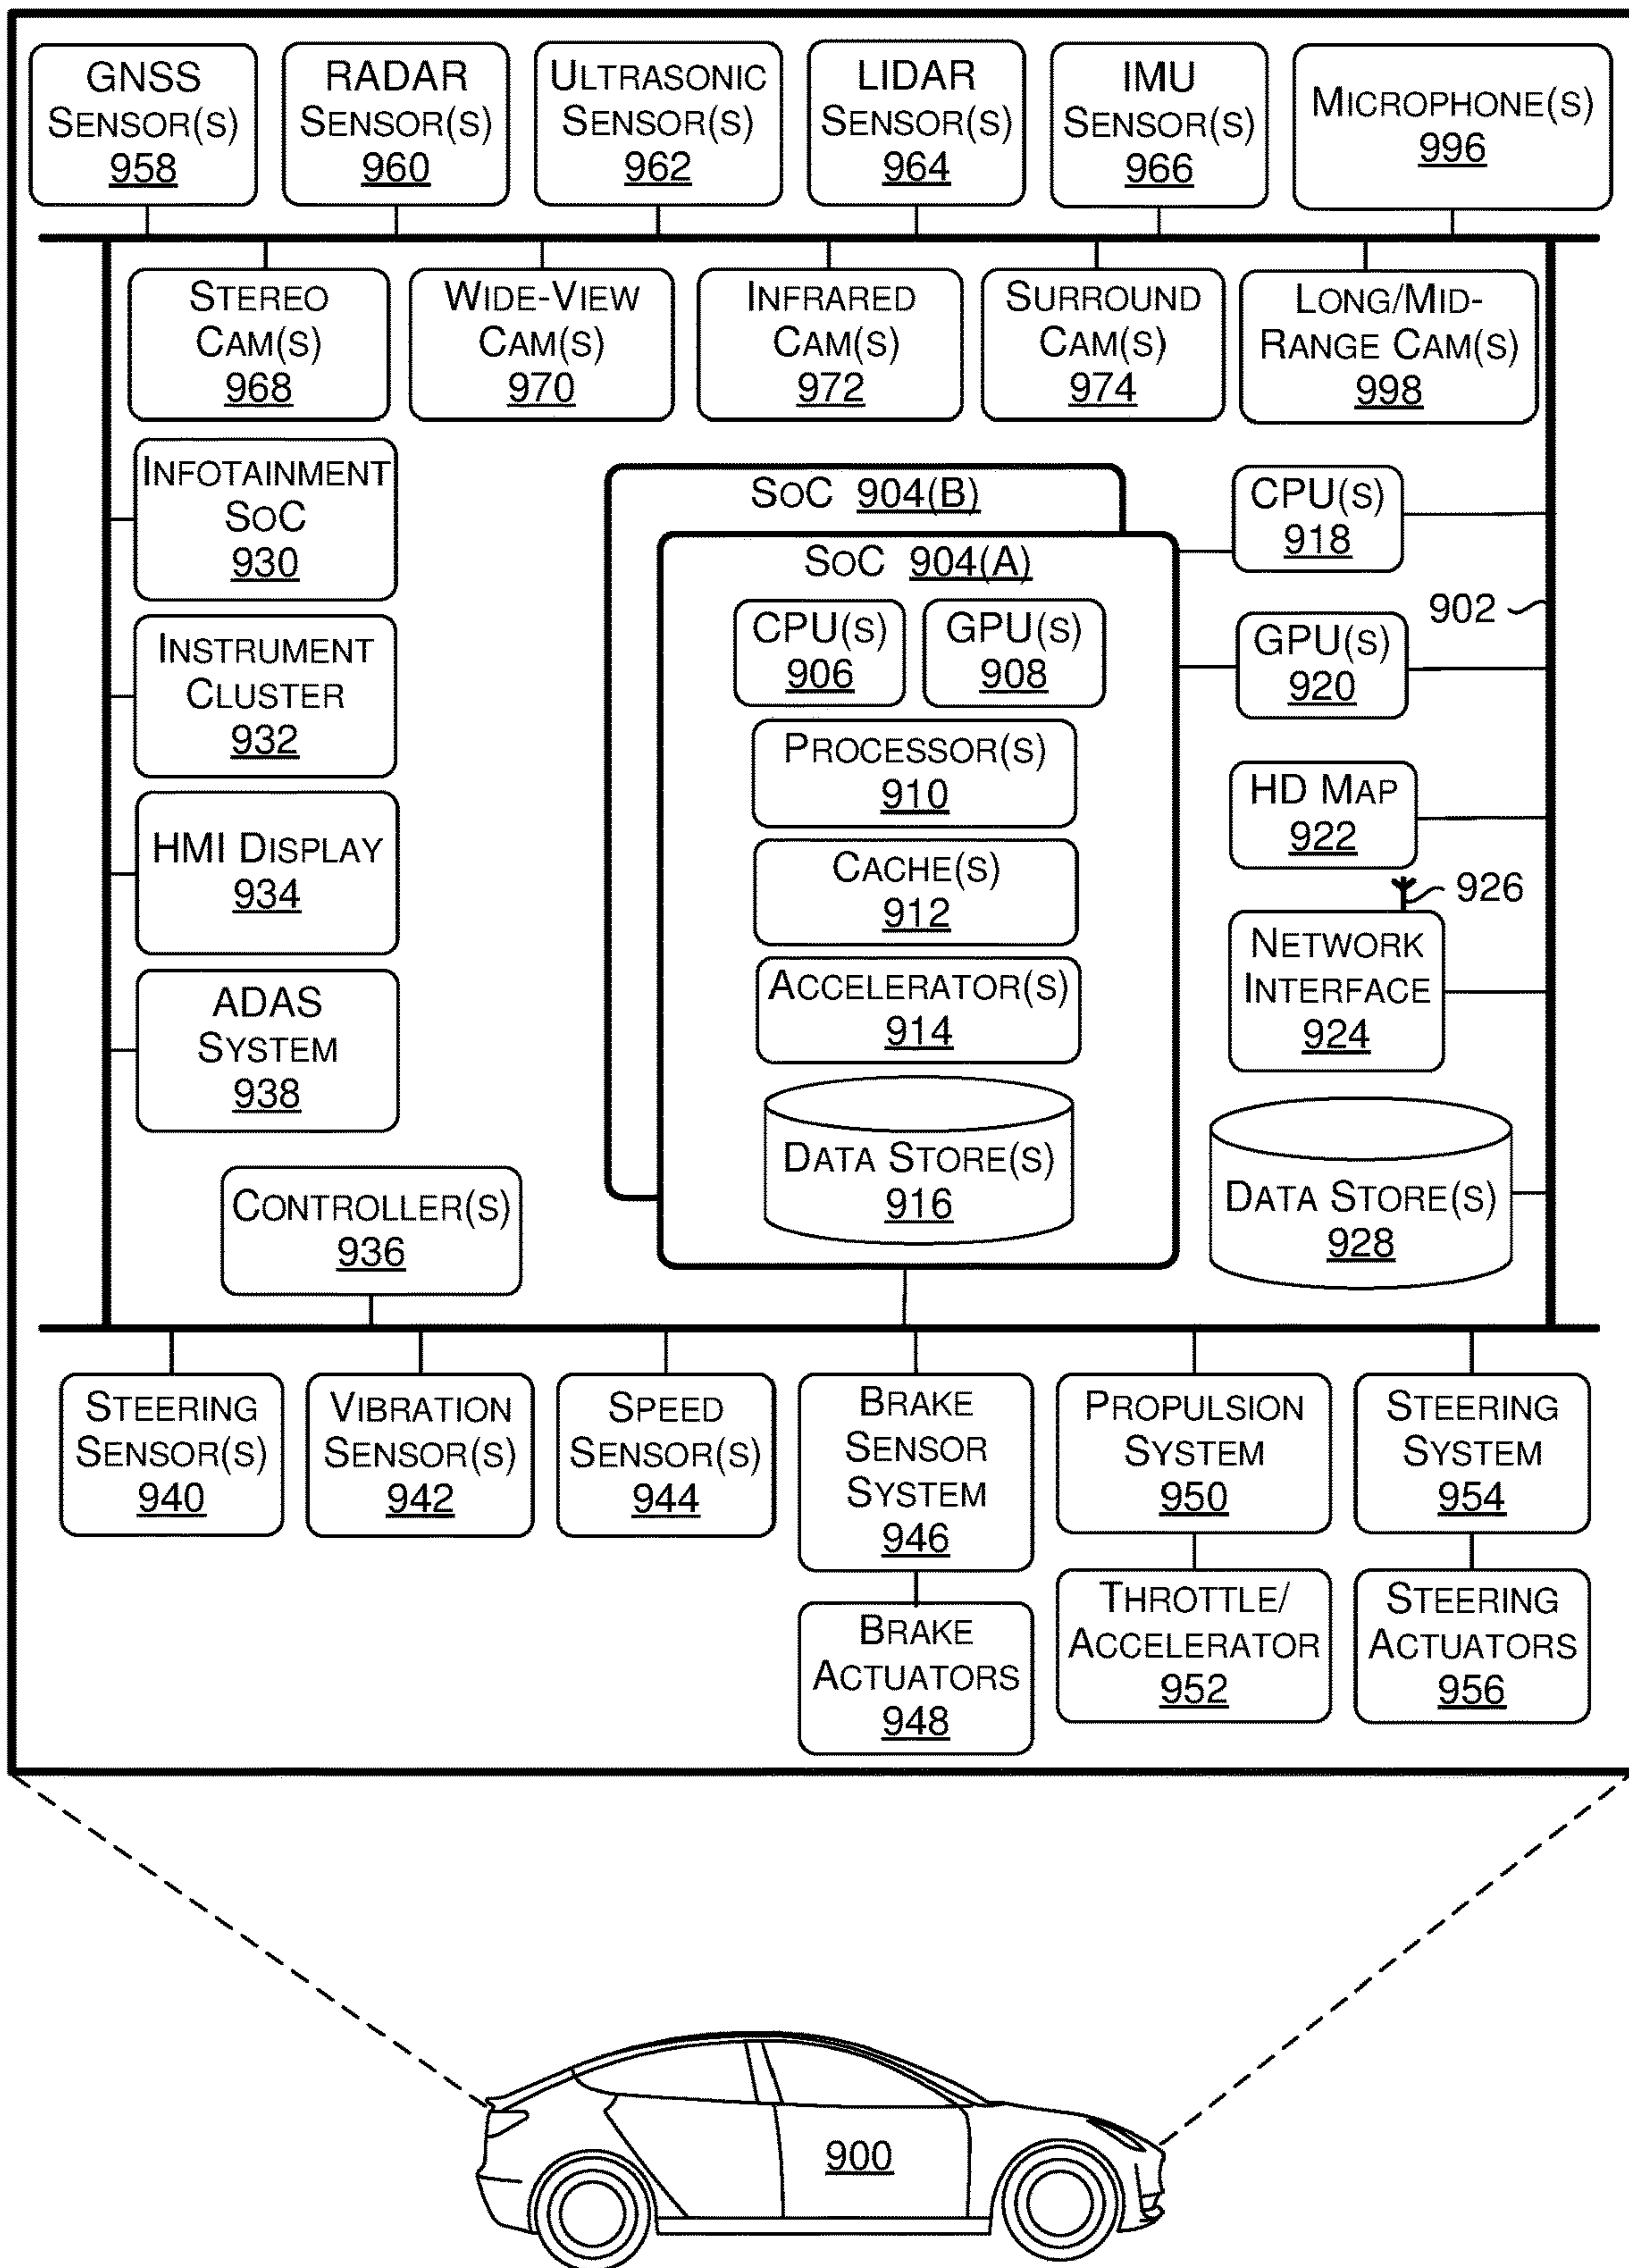 GNSS
SENSOR(S)
958
RADAR
SENSOR(S)
960
ULTRASONIC
SENSOR(S)
962
LIDAR
SENSOR(S)
964
IMU
SENSOR(S)
966
MICROPHONE(S)
996
STEREO
CAM(S)
968
WIDE-VIEW
CAM(S)
970
INFRARED
CAM(S)
972
SURROUND
CAM(S)
974
LONG/MID-
RANGE CAM(S)
998
INFOTAINMENT
SOC
930
INSTRUMENT
CLUSTER
932
HMI DISPLAY
934
ADAS
SYSTEM
938
CONTROLLER(S)
936
SOC 904(B)
SOC 904(A)
CPU(S)
906
GPU(S)
908
PROCESSOR(S)
910
CACHE(S)
912
ACCELERATOR(S)
914
DATA STORE(S)
916
CPU(S)
918
902
GPU(S)
920
HD MAP
922
926
NETWORK
INTERFACE
924
DATA STORE(S)
928
STEERING
SENSOR(S)
940
VIBRATION
SENSOR(S)
942
SPEED
SENSOR(S)
944
BRAKE
SENSOR
SYSTEM
946
BRAKE
ACTUATORS
948
PROPULSION
SYSTEM
950
THROTTLE/
ACCELERATOR
952
STEERING
SYSTEM
954
STEERING
ACTUATORS
956
900